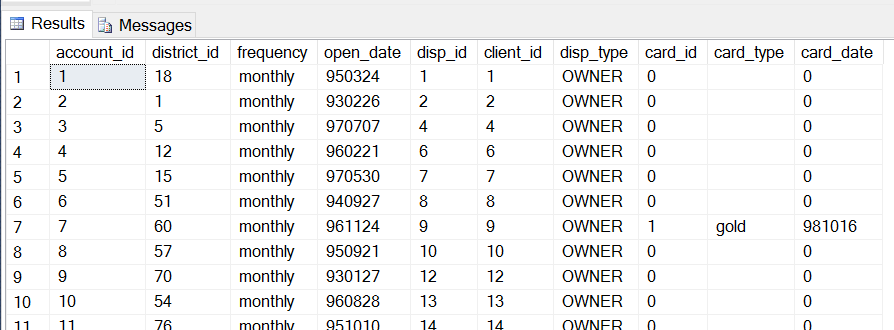 Results Messages
account_id district_id frequency open_date disp_id client_id disp_type card_id card_type card_date
1 1 18 monthly 950324 1 1 OWNER 0 0
2 2 1 monthly 930226 2 2 OWNER 0 0
3 3 5 monthly 970707 4 4 OWNER 0 0
4 4 12 monthly 960221 6 6 OWNER 0 0
5 5 15 monthly 970530 7 7 OWNER 0 0
6 6 51 monthly 940927 8 8 OWNER 0 0
7 7 60 monthly 961124 9 9 OWNER 1 gold 981016
8 8 57 monthly 950921 10 10 OWNER 0 0
9 9 70 monthly 930127 12 12 OWNER 0 0
10 10 54 monthly 960828 13 13 OWNER 0 0
11 11 76 monthly 951010 14 14 OWNER 0 0